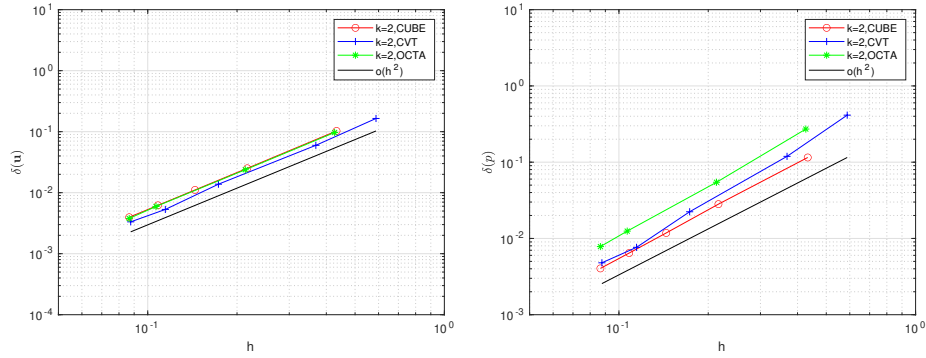 k=2,CUBE
k=2,CVT
k=2,OCTA
o(h^2)
10^1
10^0
10^-1
10^-2
10^-3
10^-4
δ(u)
10^-1
10^0
h
k=2,CUBE
k=2,CVT
k=2,OCTA
o(h^2)
10^1
10^0
10^-1
10^-2
10^-3
δ(p)
10^-1
10^0
h